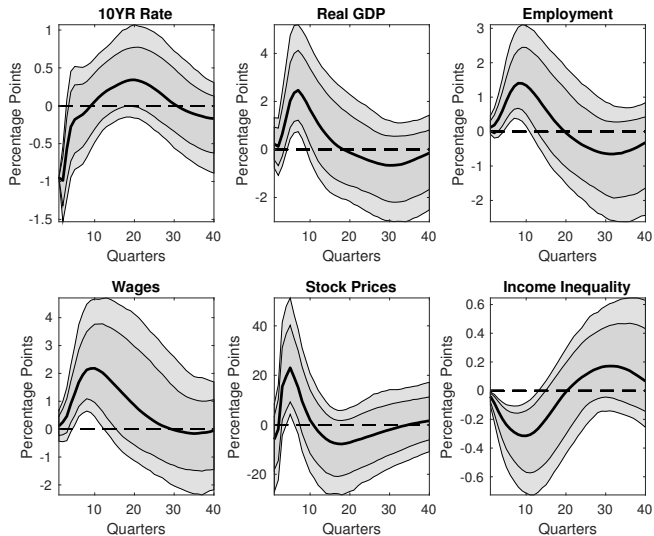 10YR Rate
Real GDP
Employment
Percentage Points
1
0.5
0
-0.5
-1
-1.5
10 20 30 40
Quarters
Percentage Points
4
2
0
-2
10 20 30 40
Quarters
Percentage Points
3
2
1
0
-1
-2
10 20 30 40
Quarters
Wages
Stock Prices
Income Inequality
Percentage Points
4
3
2
1
0
-1
-2
10 20 30 40
Quarters
Percentage Points
40
20
0
-20
10 20 30 40
Quarters
Percentage Points
0.6
0.4
0.2
0
-0.2
-0.4
-0.6
10 20 30 40
Quarters